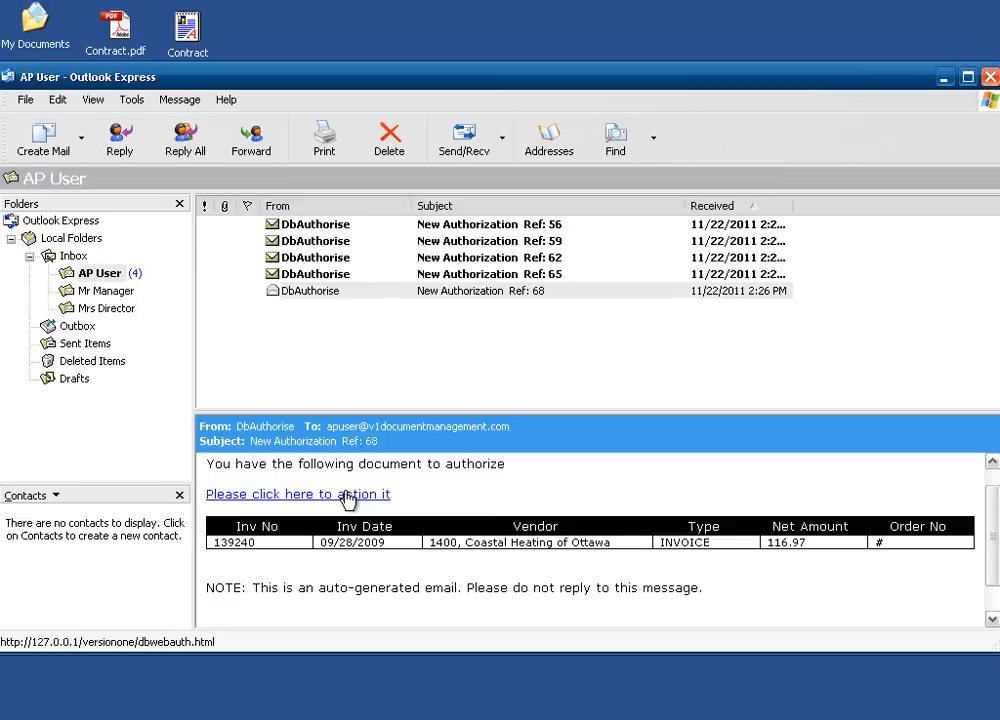 My Documents
Contract.pdf
Contract
AP User - Outlook Express
File Edit View Tools Message Help
Create Mail Reply Reply All Forward Print Delete Send/Recv Addresses Find
AP User
Folders
! From Subject Received
Outlook Express
Local Folders
Inbox
AP User (4)
Mr Manager
Mrs Director
Outbox
Sent Items
Deleted Items
Drafts
DbAuthorise New Authorization Ref: 56 11/22/2011 2:2...
DbAuthorise New Authorization Ref: 59 11/22/2011 2:2...
DbAuthorise New Authorization Ref: 62 11/22/2011 2:2...
DbAuthorise New Authorization Ref: 65 11/22/2011 2:2...
DbAuthorise New Authorization Ref: 68 11/22/2011 2:26 PM
From: DbAuthorise To: apuser@v1documentmanagement.com
Subject: New Authorization Ref: 68
You have the following document to authorize
Please click here to action it
Inv No Inv Date Vendor Type Net Amount Order No
139240 09/28/2009 1400, Coastal Heating of Ottawa INVOICE 116.97 #
NOTE: This is an auto-generated email. Please do not reply to this message.
Contacts
There are no contacts to display. Click
on Contacts to create a new contact.
http://127.0.0.1/versionone/dbwebauth.html